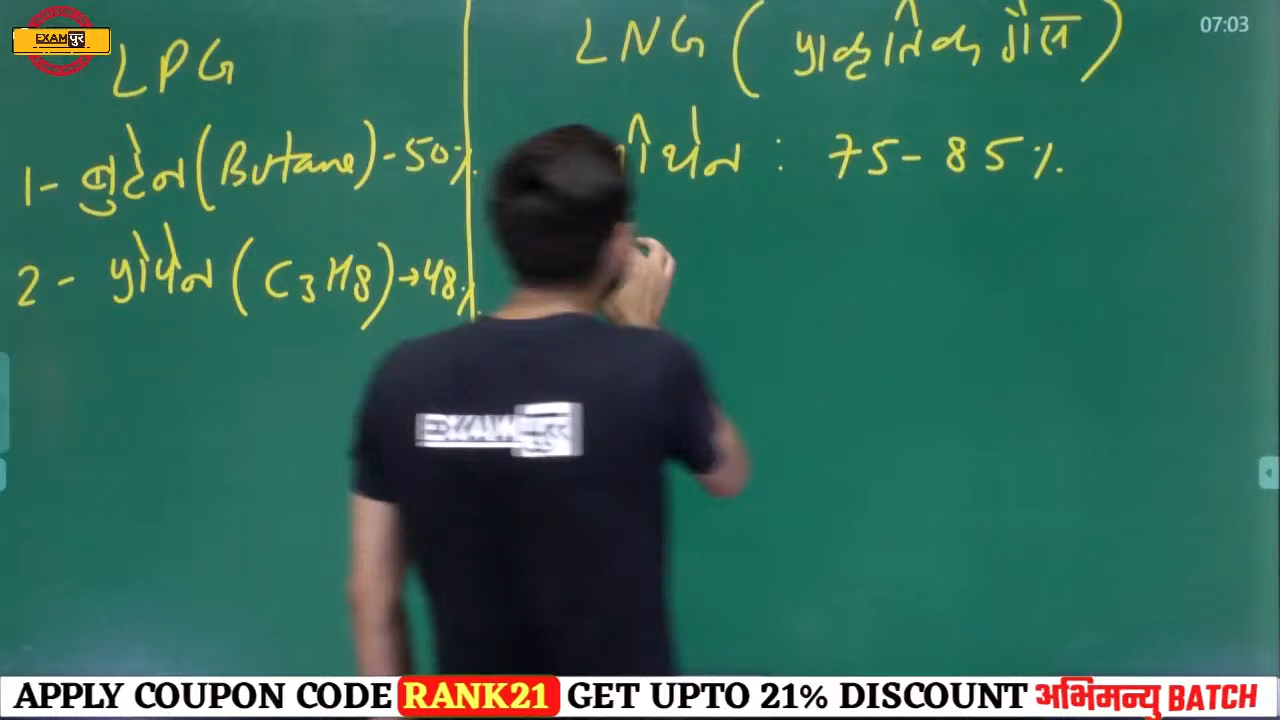 EXAMपुर
07:03
LPG
1- बुटेन (Butane) - 50%
2- प्रोपेन (C3H8) → 48%
LNG (प्राकृतिक गैस)
: 75-85%
EXAMपुर
APPLY COUPON CODE RANK21 GET UPTO 21% DISCOUNT अभिमन्यु BATCH